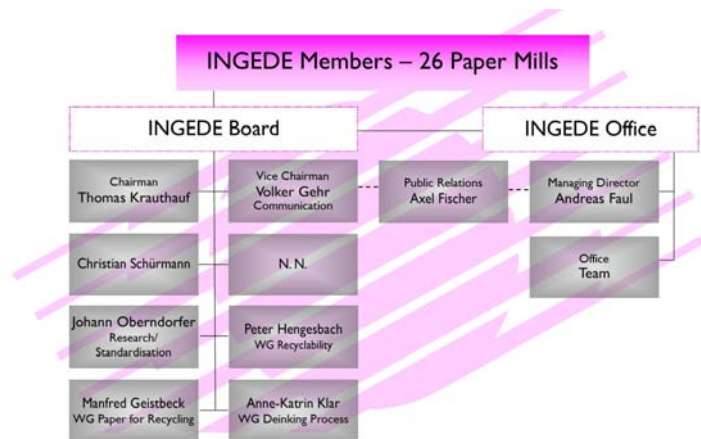 INGEDE Members – 26 Paper Mills
INGEDE Board
INGEDE Office
Chairman
Thomas Krauthauf
Vice Chairman
Volker Gehr
Communication
Public Relations
Axel Fischer
Managing Director
Andreas Faul
Christian Schürmann
N. N.
Office
Team
Johann Oberndorfer
Research/
Standardisation
Peter Hengesbach
WG Recyclability
Manfred Geistbeck
WG Paper for Recycling
Anne-Katrin Klar
WG Deinking Process